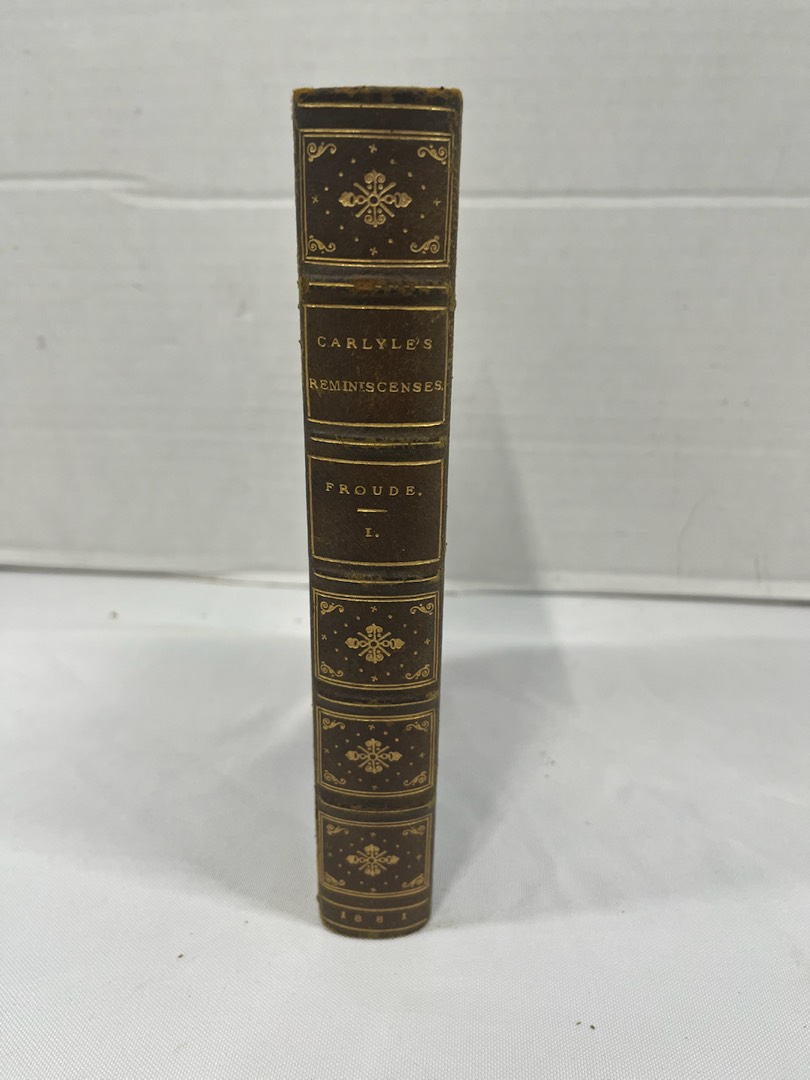 CARLYLE'S
REMINISCENSES.
FROUDE.
I.
1881